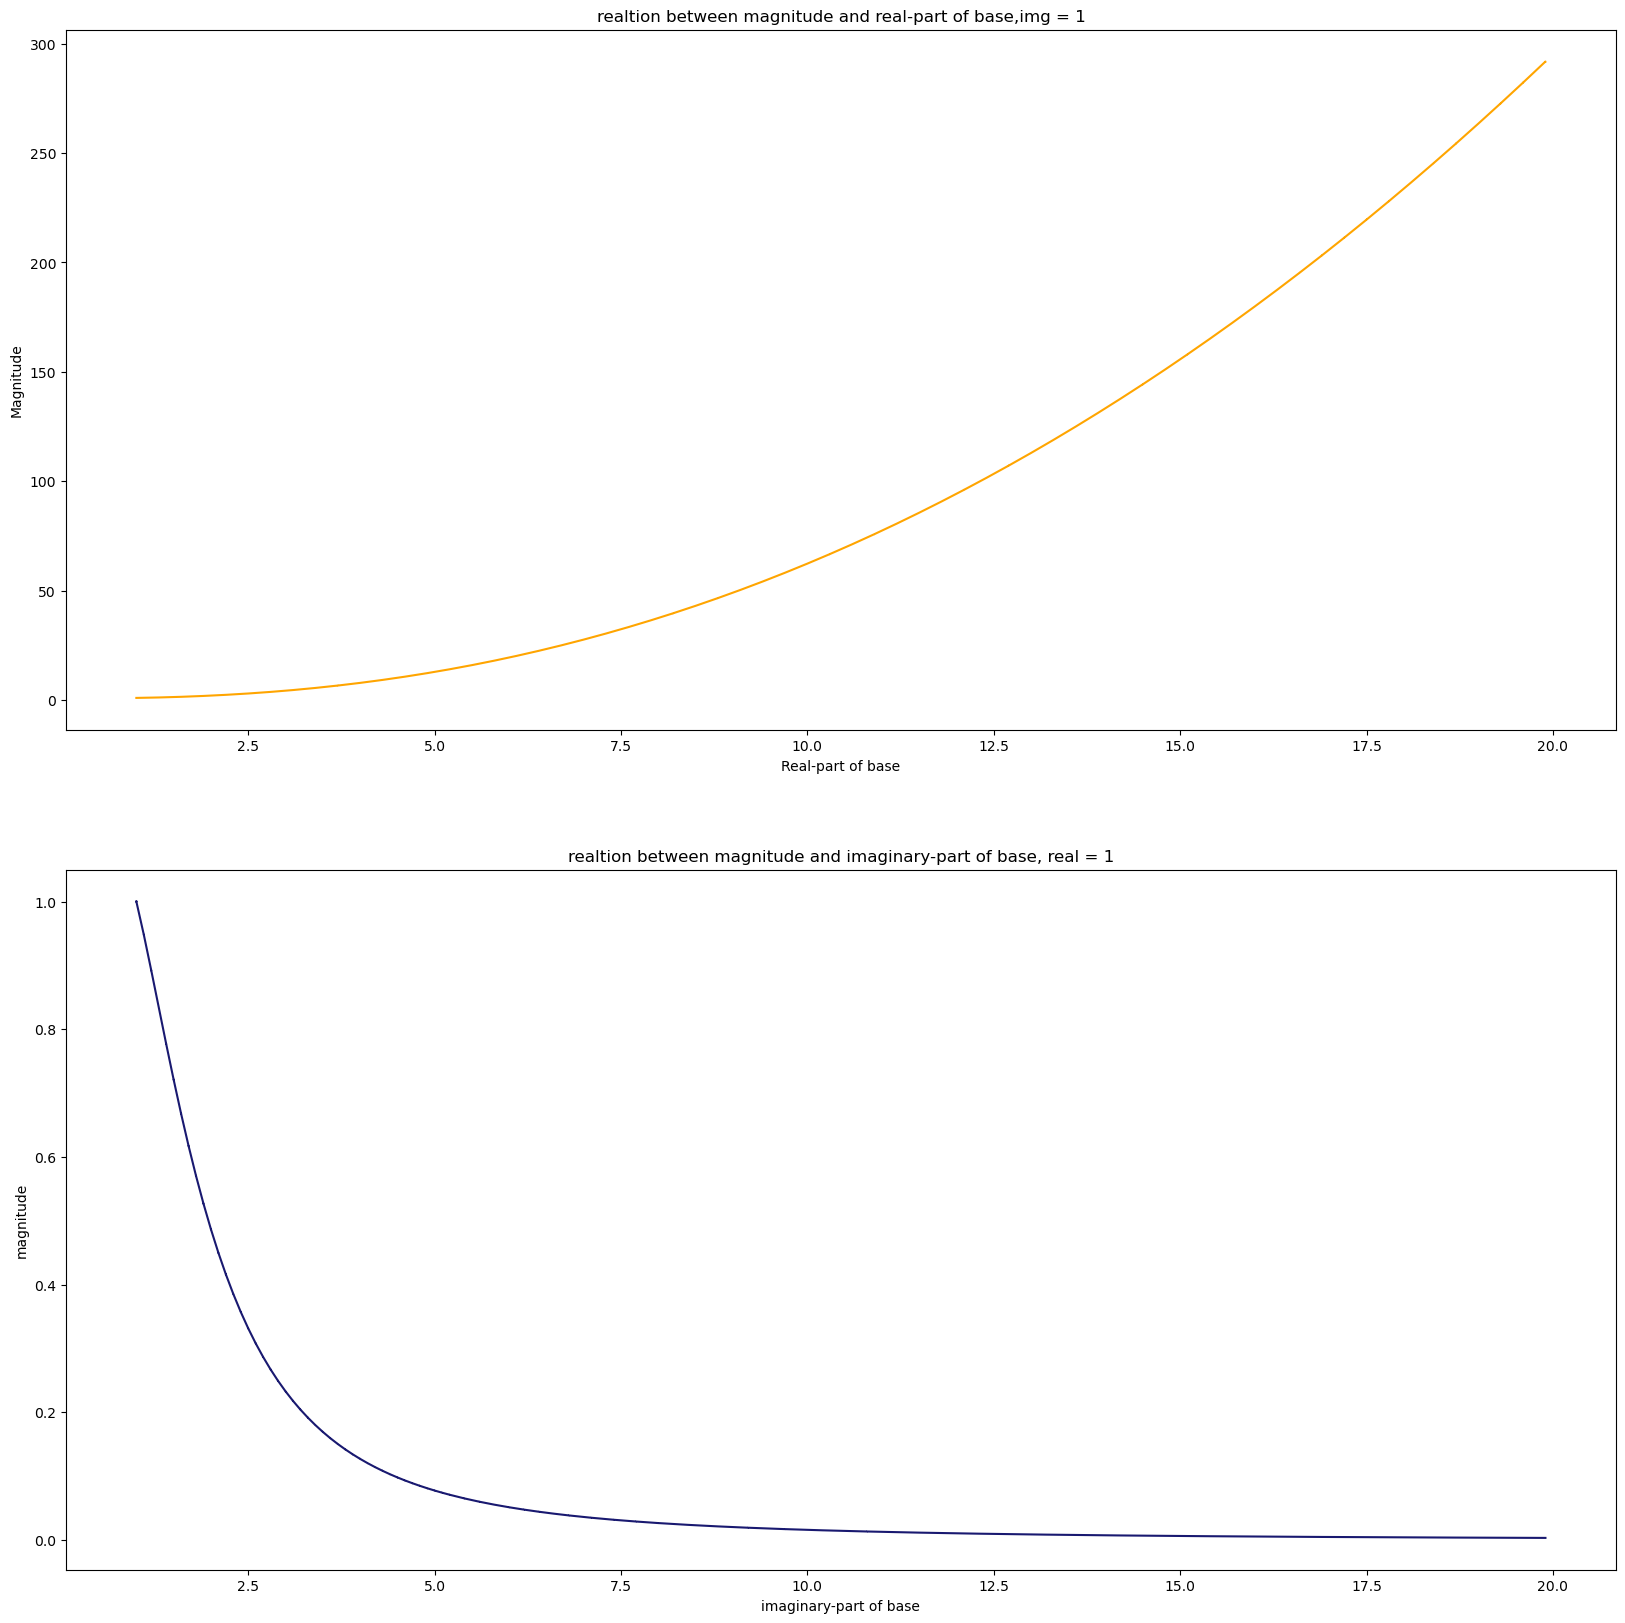 realtion between magnitude and real-part of base,img = 1
300
250
200
150
100
50
0
Magnitude
2.5 5.0 7.5 10.0 12.5 15.0 17.5 20.0
Real-part of base
realtion between magnitude and imaginary-part of base, real = 1
1.0
0.8
0.6
0.4
0.2
0.0
magnitude
2.5 5.0 7.5 10.0 12.5 15.0 17.5 20.0
imaginary-part of base